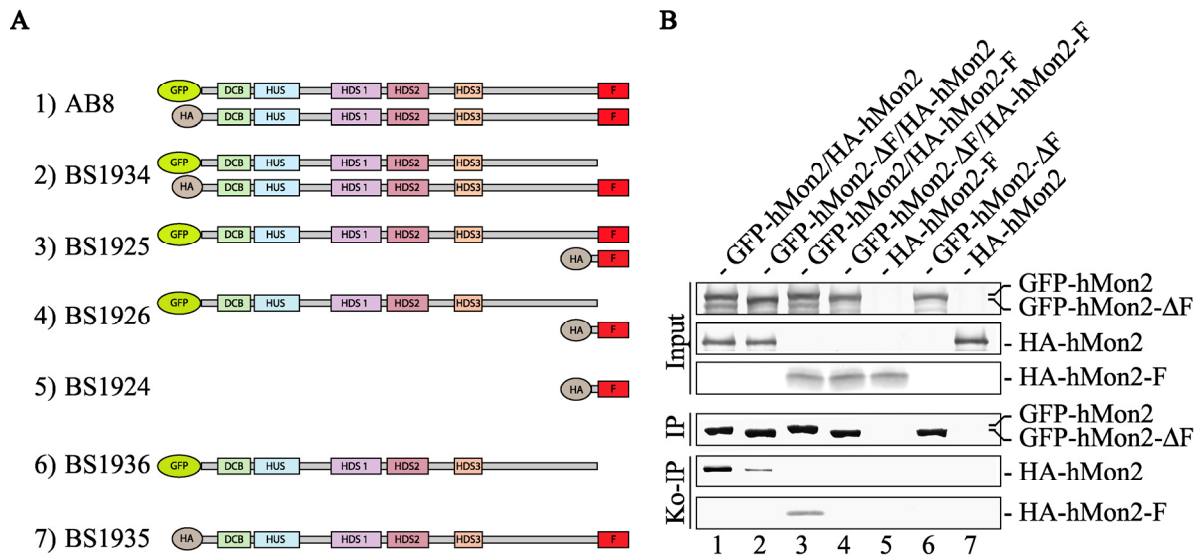 A
1) AB8
GFP DCB HUS HDS 1 HDS2 HDS3 F
HA DCB HUS HDS 1 HDS2 HDS3 F
2) BS1934
GFP DCB HUS HDS 1 HDS2 HDS3
HA DCB HUS HDS 1 HDS2 HDS3 F
3) BS1925
GFP DCB HUS HDS 1 HDS2 HDS3 F
HA F
4) BS1926
GFP DCB HUS HDS 1 HDS2 HDS3
HA F
5) BS1924
HA F
6) BS1936
GFP DCB HUS HDS 1 HDS2 HDS3
7) BS1935
HA DCB HUS HDS 1 HDS2 HDS3 F
B
- GFP-hMon2/HA-hMon2
- GFP-hMon2-ΔF/HA-hMon2
- GFP-hMon2/HA-hMon2-F
- GFP-hMon2-ΔF/HA-hMon2-F
- HA-hMon2-F
- GFP-hMon2-ΔF
- HA-hMon2
Input
GFP-hMon2
GFP-hMon2-ΔF
- HA-hMon2
- HA-hMon2-F
IP
GFP-hMon2
GFP-hMon2-ΔF
Ko-IP
- HA-hMon2
- HA-hMon2-F
1 2 3 4 5 6 7